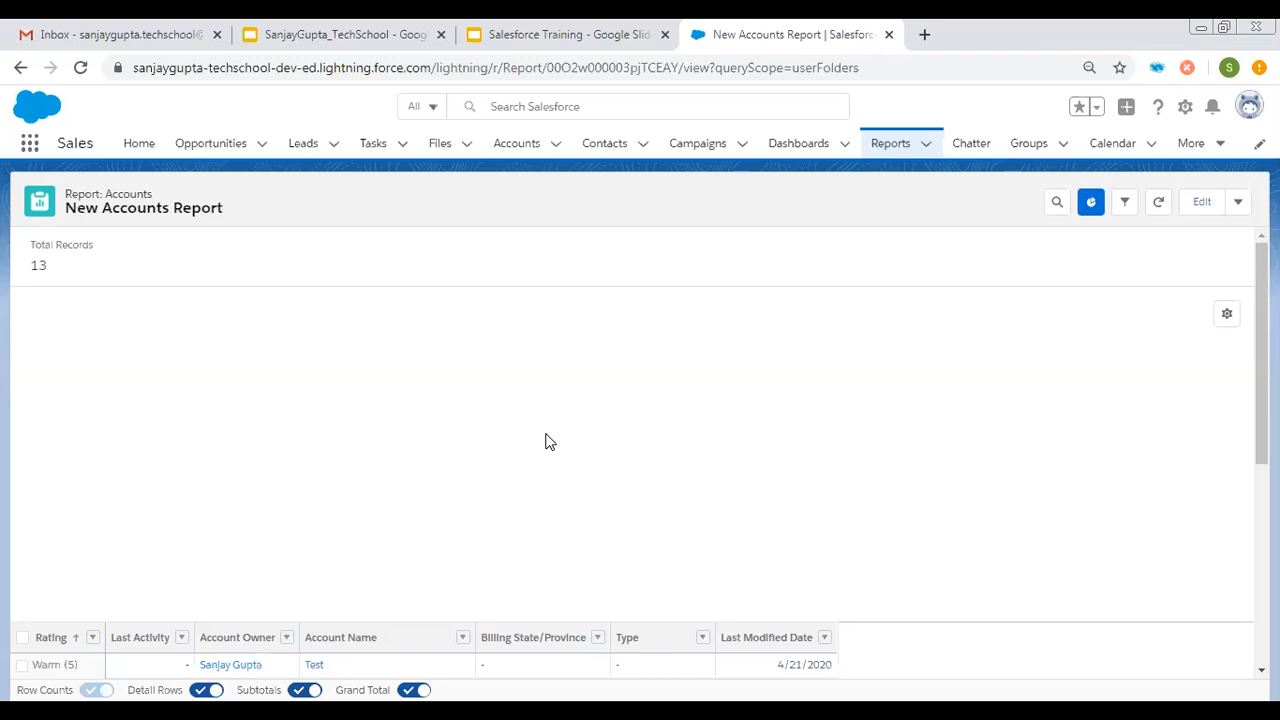 Inbox - sanjaygupta.techschool@
SanjayGupta_TechSchool - Goog
Salesforce Training - Google Slid
New Accounts Report | Salesforc
sanjaygupta-techschool-dev-ed.lightning.force.com/lightning/r/Report/00O2w000003pjTCEAY/view?queryScope=userFolders
S
All
Search Salesforce
Sales
Home
Opportunities
Leads
Tasks
Files
Accounts
Contacts
Campaigns
Dashboards
Reports
Chatter
Groups
Calendar
More
Report: Accounts
New Accounts Report
Edit
Total Records
13
Rating ↑
Last Activity
Account Owner
Account Name
Billing State/Province
Type
Last Modified Date
Warm (5)
-
Sanjay Gupta
Test
-
-
4/21/2020
Row Counts
Detail Rows
Subtotals
Grand Total